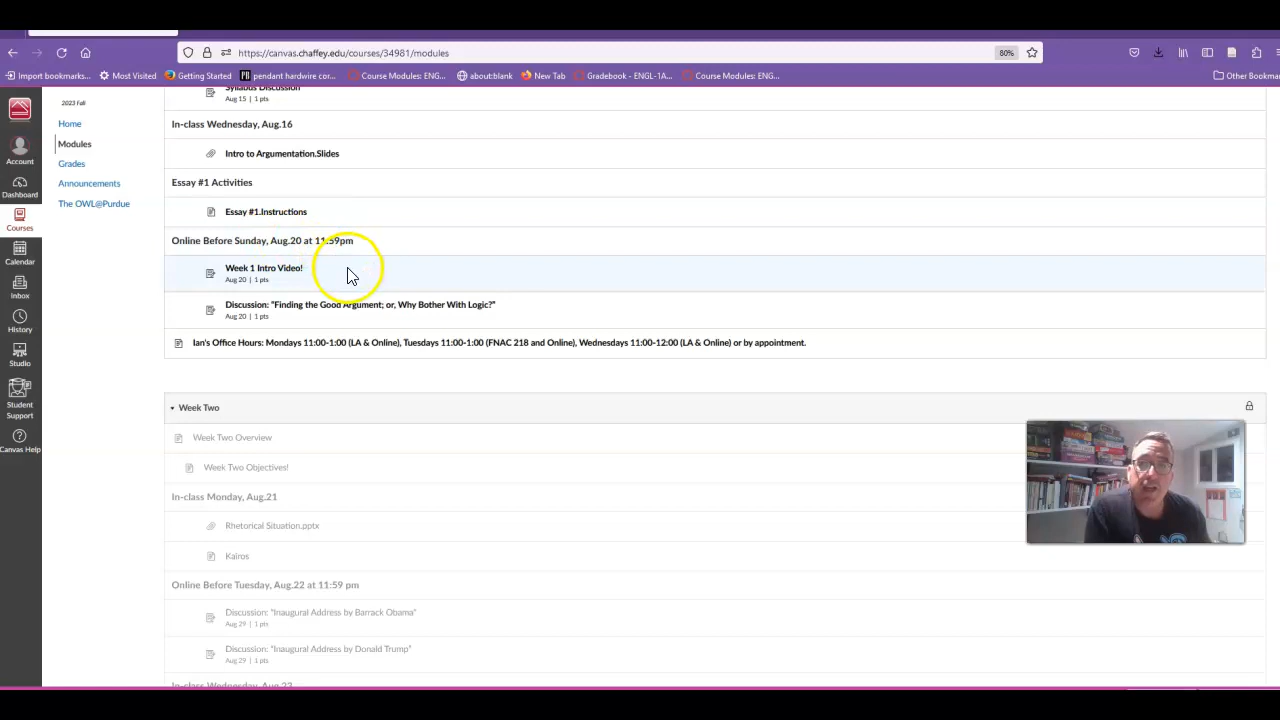 https://canvas.chaffey.edu/courses/34981/modules
80%
Import bookmarks...
Most Visited
Getting Started
pendant hardwire cor...
Course Modules: ENG...
about:blank
New Tab
Gradebook - ENGL-1A...
Course Modules: ENG...
Other Bookmar
2023 Fall
Home
Modules
Grades
Announcements
The OWL@Purdue
Account
Dashboard
Courses
Calendar
Inbox
History
Studio
Student
Support
Canvas Help
Syllabus Discussion
Aug 15 | 1 pts
In-class Wednesday, Aug.16
Intro to Argumentation.Slides
Essay #1 Activities
Essay #1.Instructions
Online Before Sunday, Aug.20 at 11:59pm
Week 1 Intro Video!
Aug 20 | 1 pts
Discussion: "Finding the Good Argument; or, Why Bother With Logic?"
Aug 20 | 1 pts
Ian's Office Hours: Mondays 11:00-1:00 (LA & Online), Tuesdays 11:00-1:00 (FNAC 218 and Online), Wednesdays 11:00-12:00 (LA & Online) or by appointment.
Week Two
Week Two Overview
Week Two Objectives!
In-class Monday, Aug.21
Rhetorical Situation.pptx
Kairos
Online Before Tuesday, Aug.22 at 11:59 pm
Discussion: "Inaugural Address by Barrack Obama"
Aug 29 | 1 pts
Discussion: "Inaugural Address by Donald Trump"
Aug 29 | 1 pts
In-class Wednesday, Aug.23